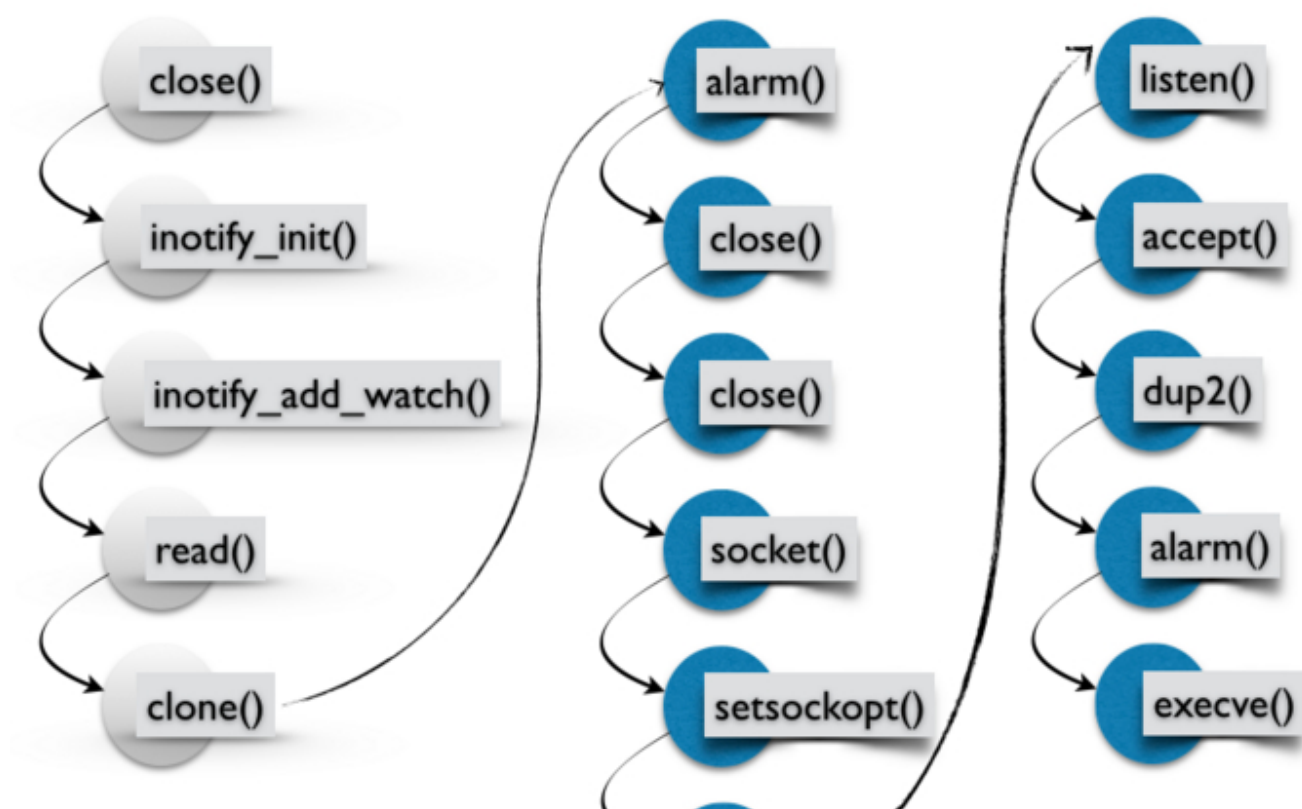 close()
inotify_init()
inotify_add_watch()
read()
clone()
alarm()
close()
close()
socket()
setsockopt()
listen()
accept()
dup2()
alarm()
execve()